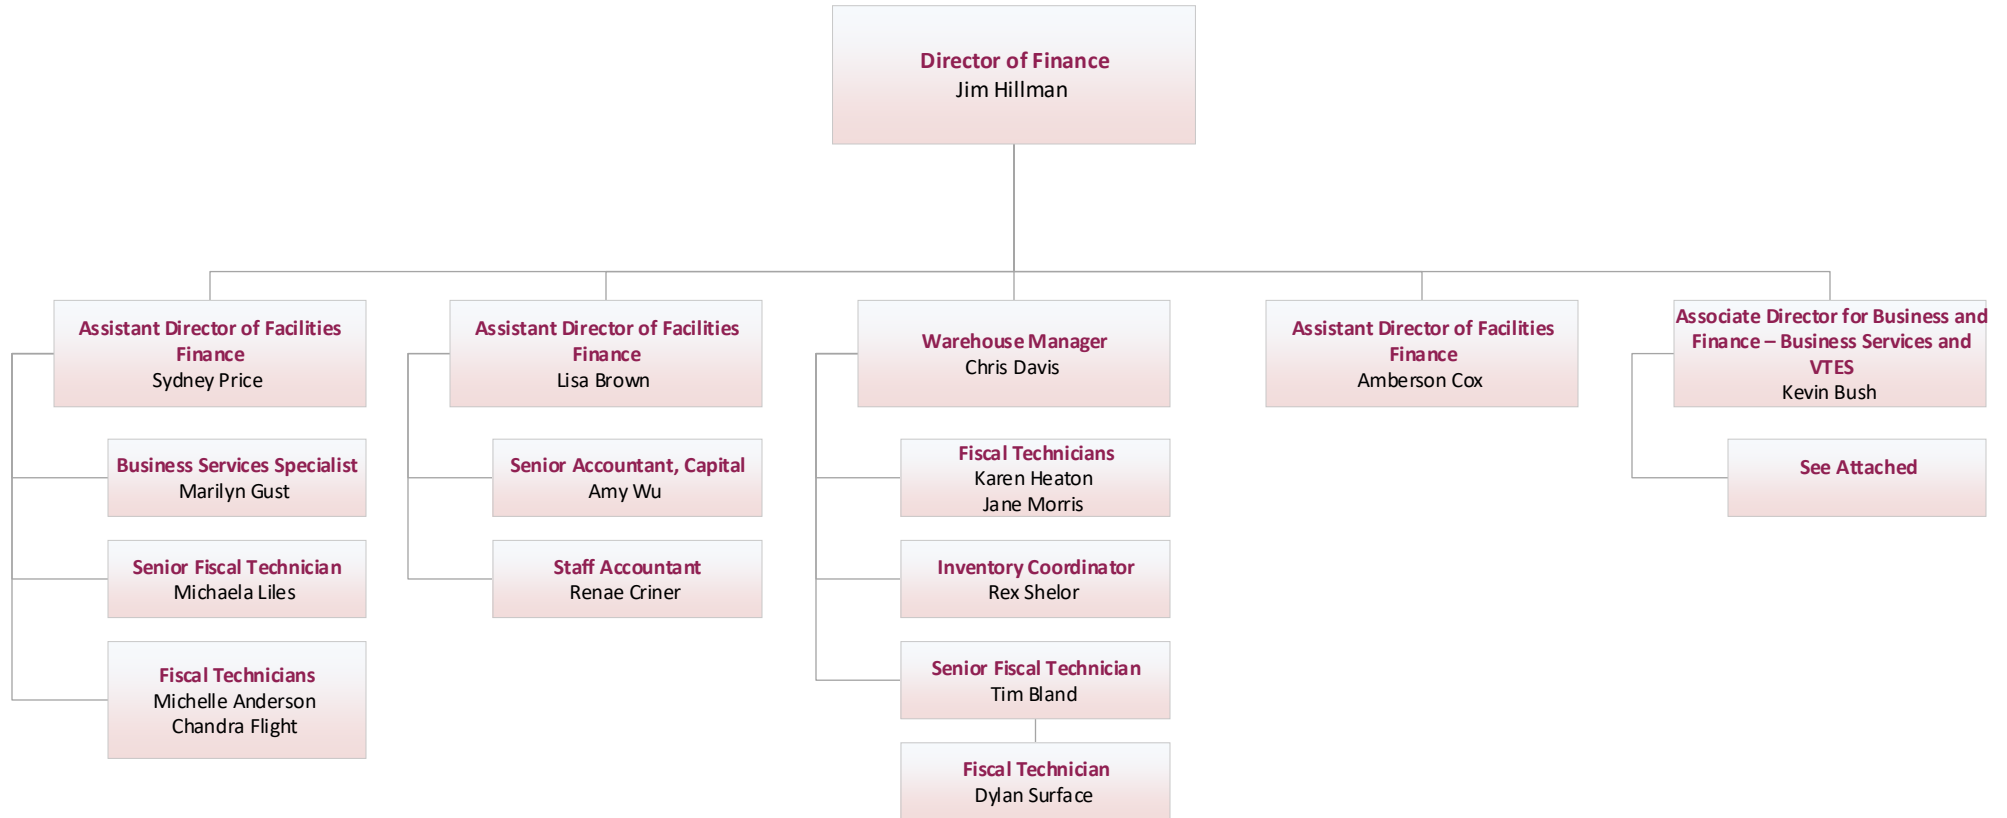 Director of Finance
Jim Hillman
Assistant Director of Facilities
Finance
Sydney Price
Business Services Specialist
Marilyn Gust
Senior Fiscal Technician
Michaela Liles
Fiscal Technicians
Michelle Anderson
Chandra Flight
Assistant Director of Facilities
Finance
Lisa Brown
Senior Accountant, Capital
Amy Wu
Staff Accountant
Renae Criner
Warehouse Manager
Chris Davis
Fiscal Technicians
Karen Heaton
Jane Morris
Inventory Coordinator
Rex Shelor
Senior Fiscal Technician
Tim Bland
Fiscal Technician
Dylan Surface
Assistant Director of Facilities
Finance
Amberson Cox
Associate Director for Business and
Finance – Business Services and
VTES
Kevin Bush
See Attached